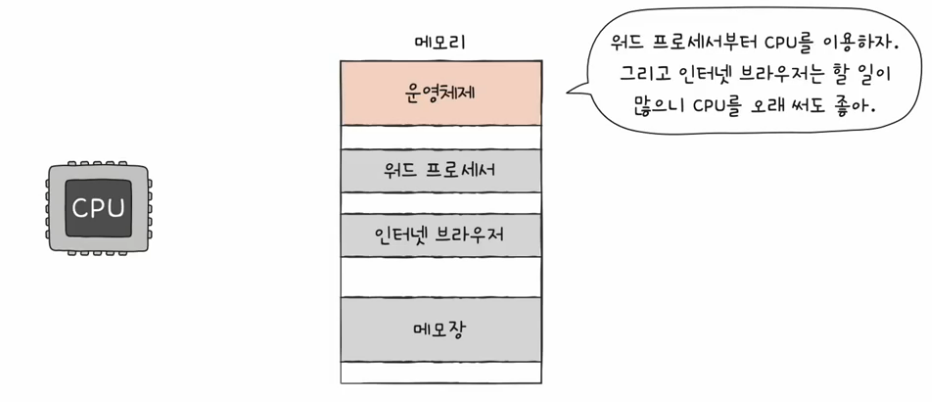 메모리
운영체제
워드 프로세서부터 CPU를 이용하자.
그리고 인터넷 브라우저는 할 일이
많으니 CPU를 오래 써도 좋아.
워드 프로세서
CPU
인터넷 브라우저
메모장